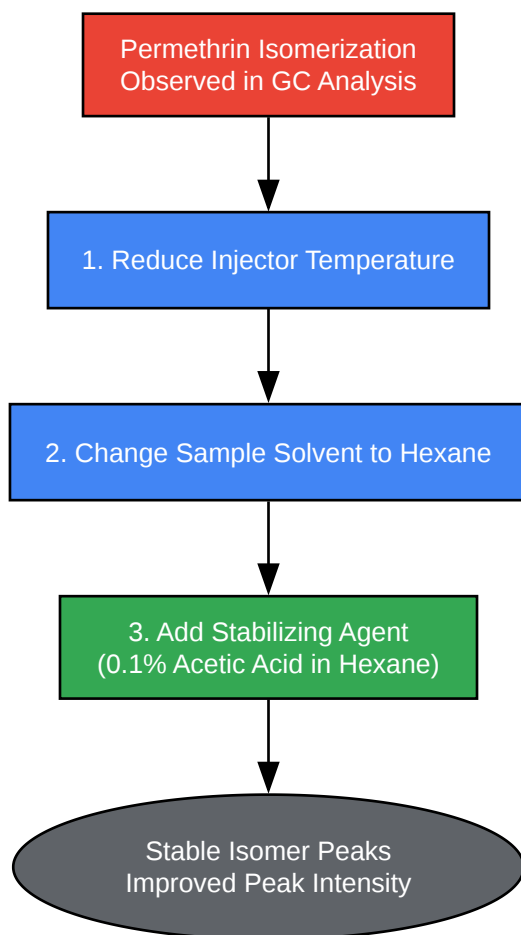 Permethrin Isomerization
Observed in GC Analysis
1. Reduce Injector Temperature
2. Change Sample Solvent to Hexane
3. Add Stabilizing Agent
(0.1% Acetic Acid in Hexane)
Stable Isomer Peaks
Improved Peak Intensity